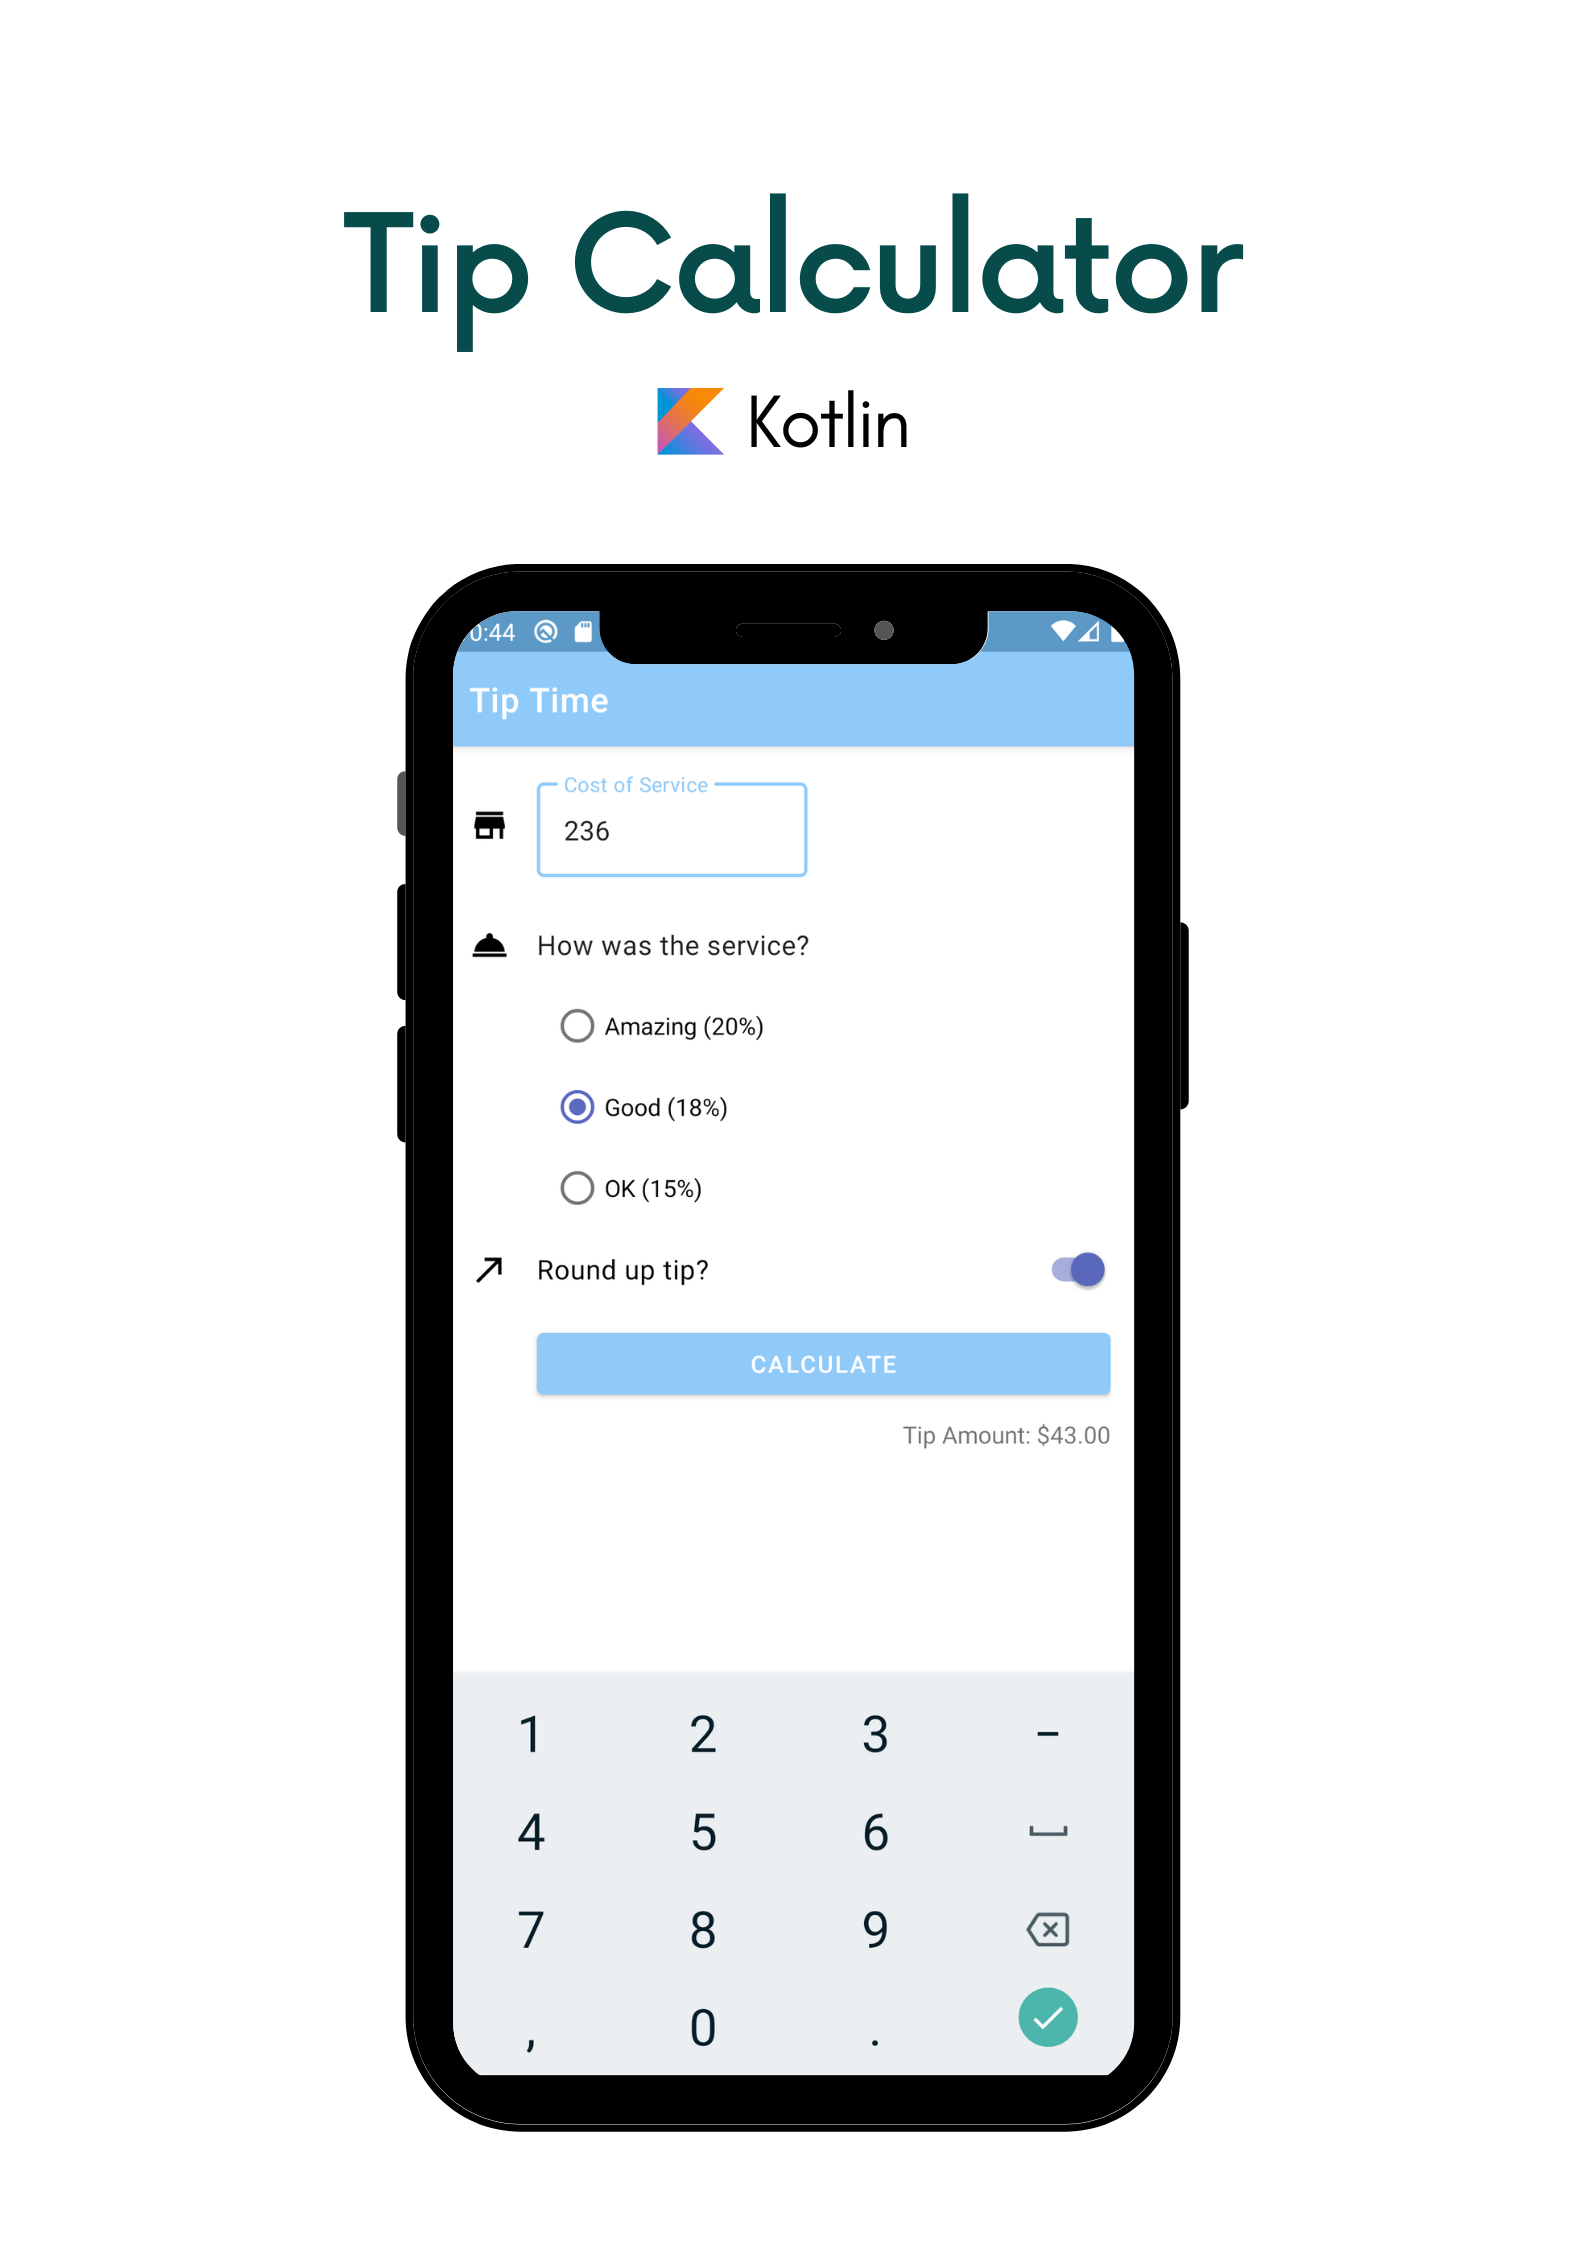 Tip Calculator
Kotlin
0:44
Tip Time
Cost of Service
236
How was the service?
Amazing (20%)
Good (18%)
OK (15%)
Round up tip?
CALCULATE
Tip Amount: $43.00
1 2 3 -
4 5 6
7 8 9
, 0 .